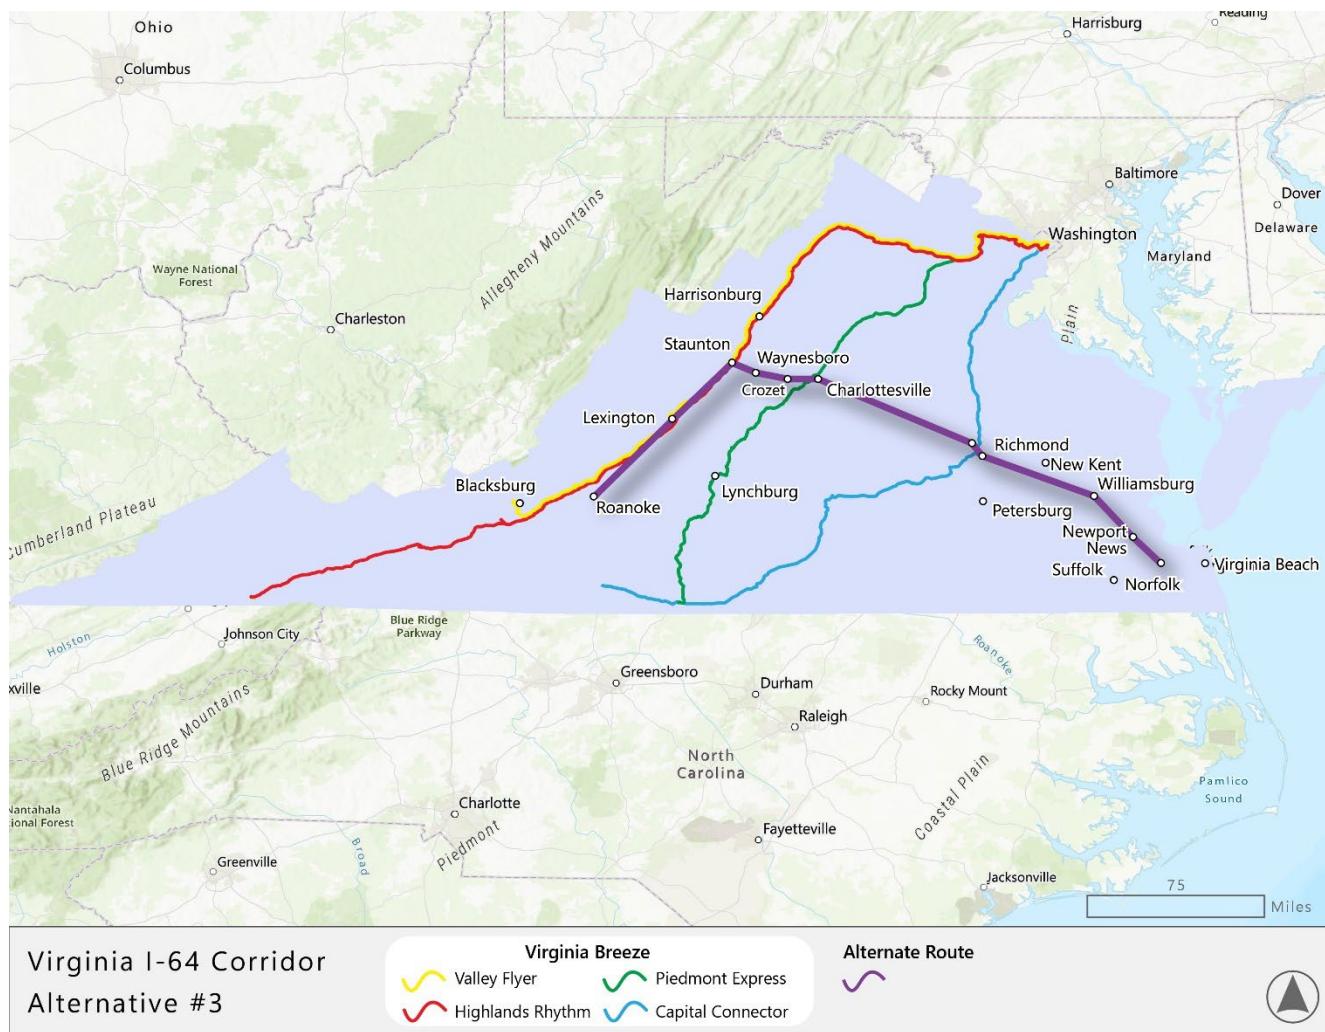 Ohio
Columbus
Harrisburg
Reading
Baltimore
Dover
Delaware
Washington
Maryland
Wayne National
Forest
Allegheny Mountains
Charleston
Harrisonburg
Plain
Staunton
Waynesboro
Crozet
Charlottesville
Lexington
Richmond
New Kent
Williamsburg
Blacksburg
Roanoke
Lynchburg
Petersburg
Newport
News
Cumberland Plateau
Suffolk
Norfolk
Virginia Beach
Blue Ridge
Parkway
Johnson City
Holston
Roanoke
xville
Greensboro
Durham
Rocky Mount
Raleigh
Blue Ridge Mountains
North
Carolina
Coastal Plain
Pamlico
Sound
Nantahala
ional Forest
Charlotte
Piedmont
Fayetteville
Broad
Greenville
Jacksonville
75
Miles
Virginia I-64 Corridor
Alternative #3
Virginia Breeze
Valley Flyer
Piedmont Express
Highlands Rhythm
Capital Connector
Alternate Route